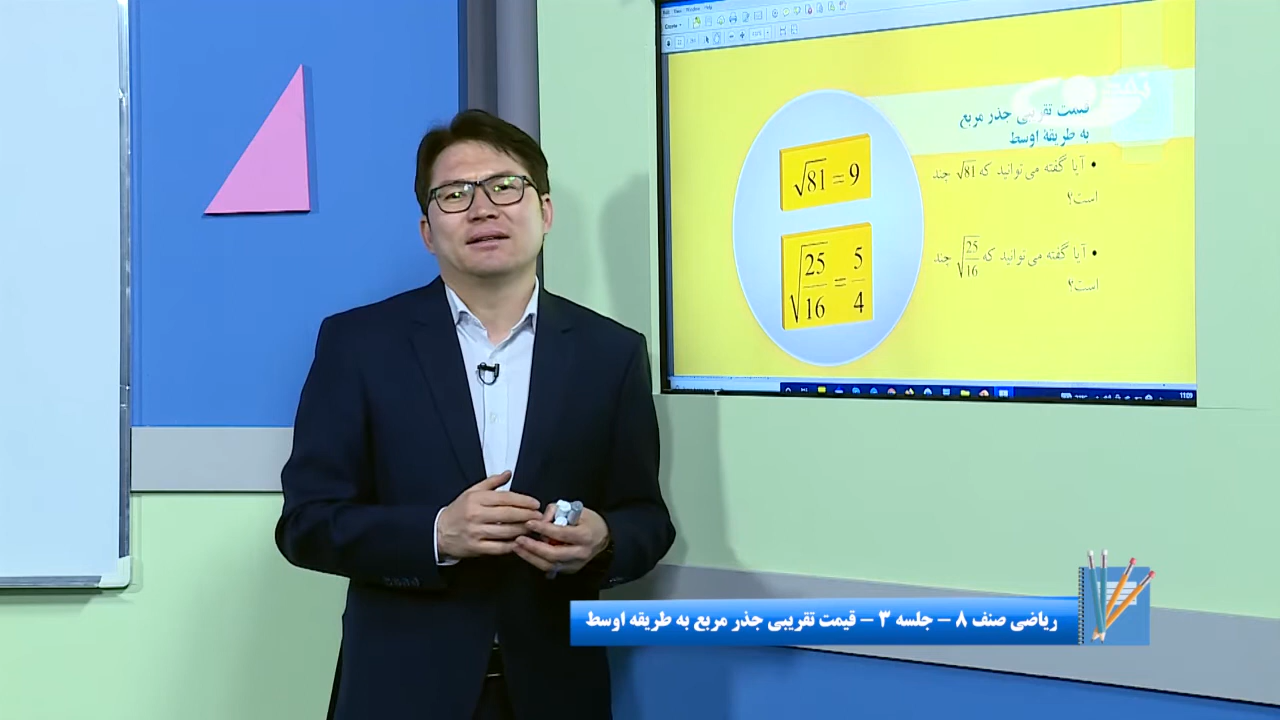 قیمت تقریبی جذر مربع
به طریقهٔ اوسط
• آیا گفته می‌توانید که √81 چند
است؟
• آیا گفته می‌توانید که √(25/16) چند
است؟
√81 = 9
√(25/16) = 5/4
11:09
ریاضی صنف ۸ – جلسه ۳ – قیمت تقریبی جذر مربع به طریقه اوسط